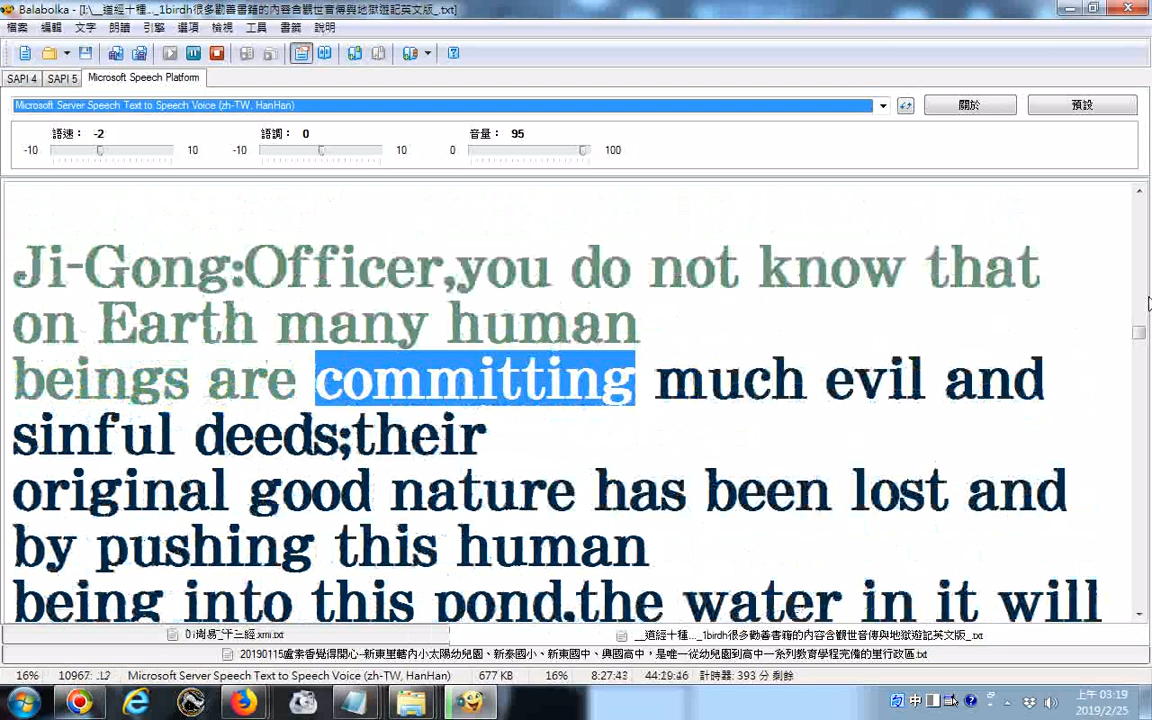 Balabolka - [I:\__道經十種..._1birdh很多勸善書籍的內容含觀世音傳與地獄遊記英文版_.txt]
檔案 編輯 文字 朗讀 引擎 選項 檢視 工具 書籤 說明
SAPI 4 SAPI 5 Microsoft Speech Platform
Microsoft Server Speech Text to Speech Voice (zh-TW, HanHan) 關於 預設
語速： -2 語調： 0 音量： 95
-10 10 -10 10 0 100
Ji-Gong:Officer,you do not know that
on Earth many human
beings are committing much evil and
sinful deeds;their
original good nature has been lost and
by pushing this human
being into this pond,the water in it will
__道經十種..._1birdh很多勸善書籍的內容含觀世音傳與地獄遊記英文版_.txt
20190115盧素香覺得開心--新東里轄內小太陽幼兒園、新泰國小、新東國中、興國高中，是唯一從幼兒園到高中一系列教育學程完備的里行政區.txt
16% Microsoft Server Speech Text to Speech Voice (zh-TW, HanHan) 677 KB 16% 8:27:43 44:29:46 計時器: 393 分 剩餘
中 上午 03:19
2019/2/25